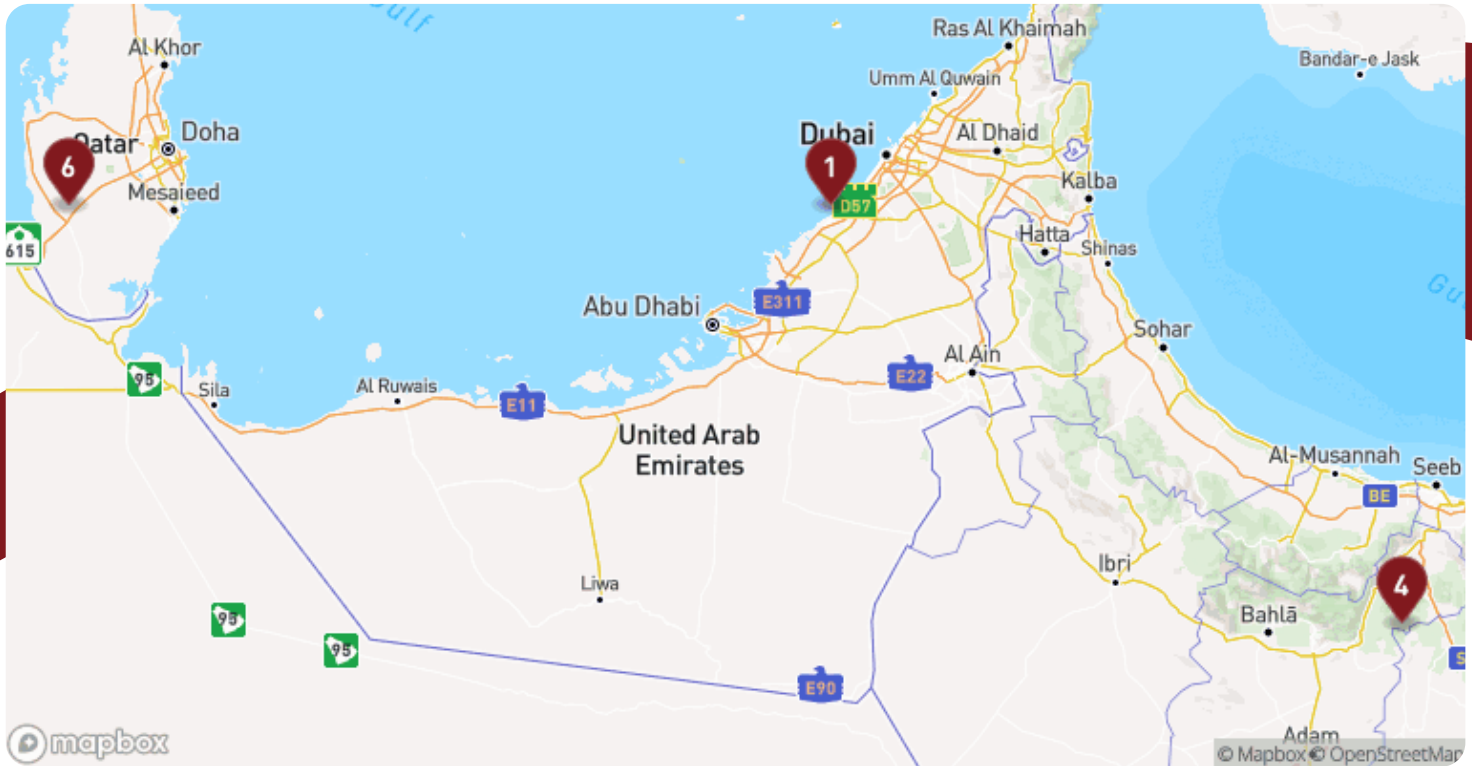 Gulf
Al Khor
Ras Al Khaimah
Bandar-e Jask
Umm Al Quwain
Qatar
Doha
Dubai
Al Dhaid
6
1
Mesaieed
Kalba
D57
615
Hatta
Shinas
Abu Dhabi
E311
Sohar
Al Ain
95
Sila
Al Ruwais
E22
E11
United Arab
Emirates
Al-Musannah
Seeb
BE
Liwa
Ibri
4
Bahlā
95
95
E90
Adam
mapbox
© Mapbox © OpenStreetMap